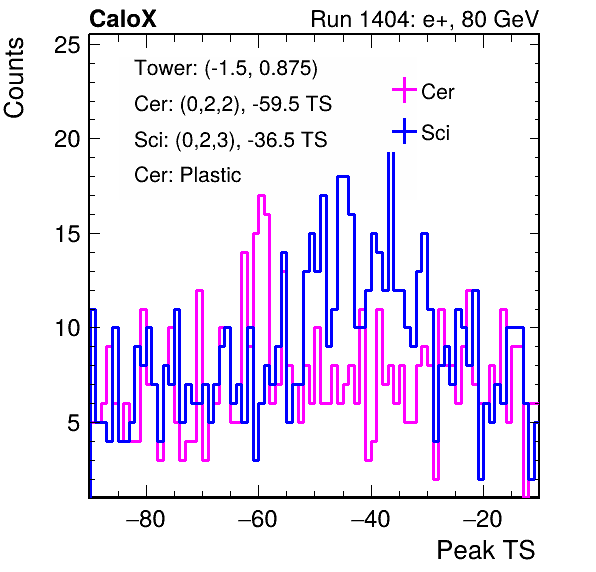 CaloX Run 1404: e+, 80 GeV
Counts
25
20
15
10
5
Tower: (-1.5, 0.875)
Cer: (0,2,2), -59.5 TS
Sci: (0,2,3), -36.5 TS
Cer: Plastic
Cer
Sci
−80 −60 −40 −20
Peak TS